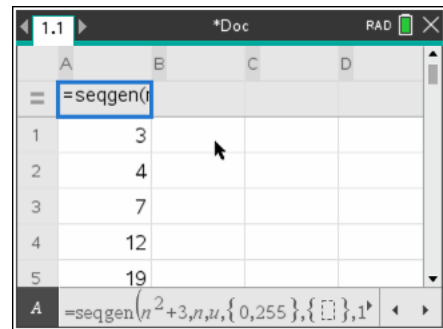 1.1 *Doc RAD
A B C D
= =seqgen(r
1 3
2 4
3 7
4 12
5 19
A =seqgen(n²+3,n,u,{0,255},{},1